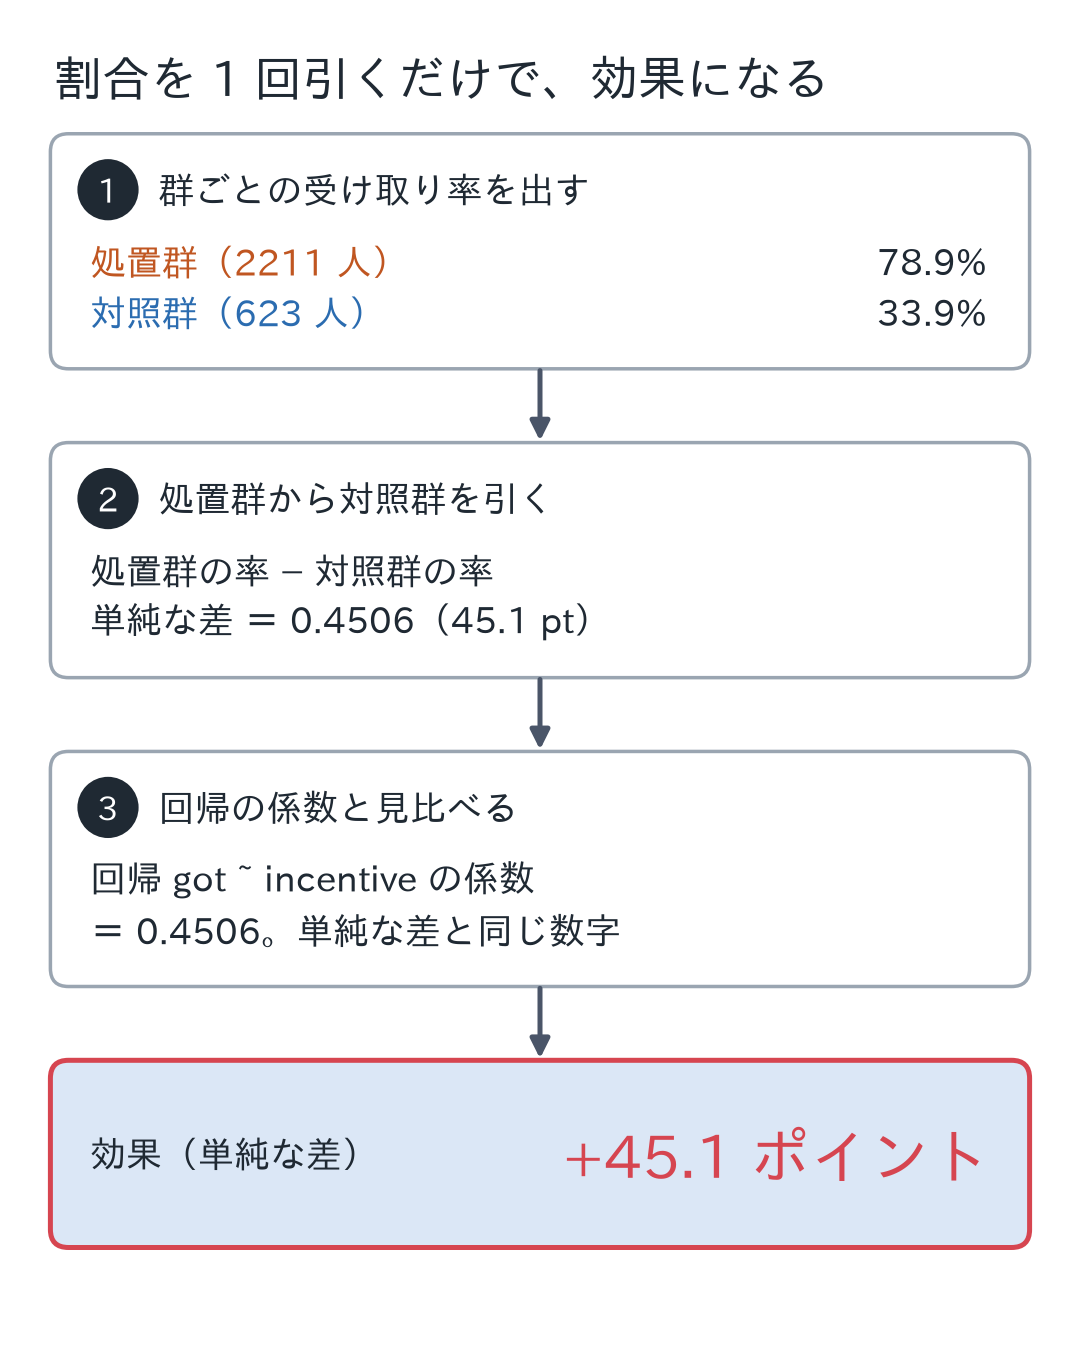 割合を 1 回引くだけで、効果になる
1 群ごとの受け取り率を出す
処置群（2211 人） 78.9%
対照群（623 人） 33.9%
2 処置群から対照群を引く
処置群の率 − 対照群の率
単純な差 ＝ 0.4506（45.1 pt）
3 回帰の係数と見比べる
回帰 got ~ incentive の係数
＝ 0.4506。単純な差と同じ数字
効果（単純な差） +45.1 ポイント